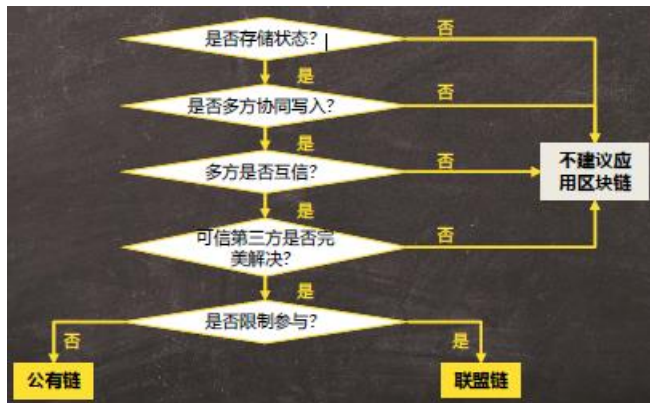 是否存储状态?
否
是
是否多方协同写入?
否
是
多方是否互信?
否
不建议应
用区块链
是
可信第三方是否完
美解决?
否
是
是否限制参与?
否
是
公有链
联盟链